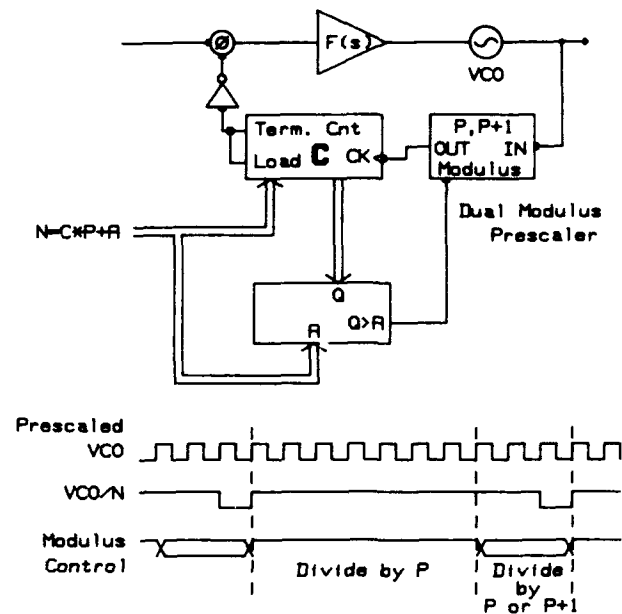 Ø
F(s)
VCO
Term. Cnt
Load C CK
P,P+1
OUT IN
Modulus
Dual Modulus
Prescaler
N=C*P+A
Q
Q>A
A
Prescaled
VCO
VCO/N
Modulus
Control
Divide by P
Divide
by
P or P+1